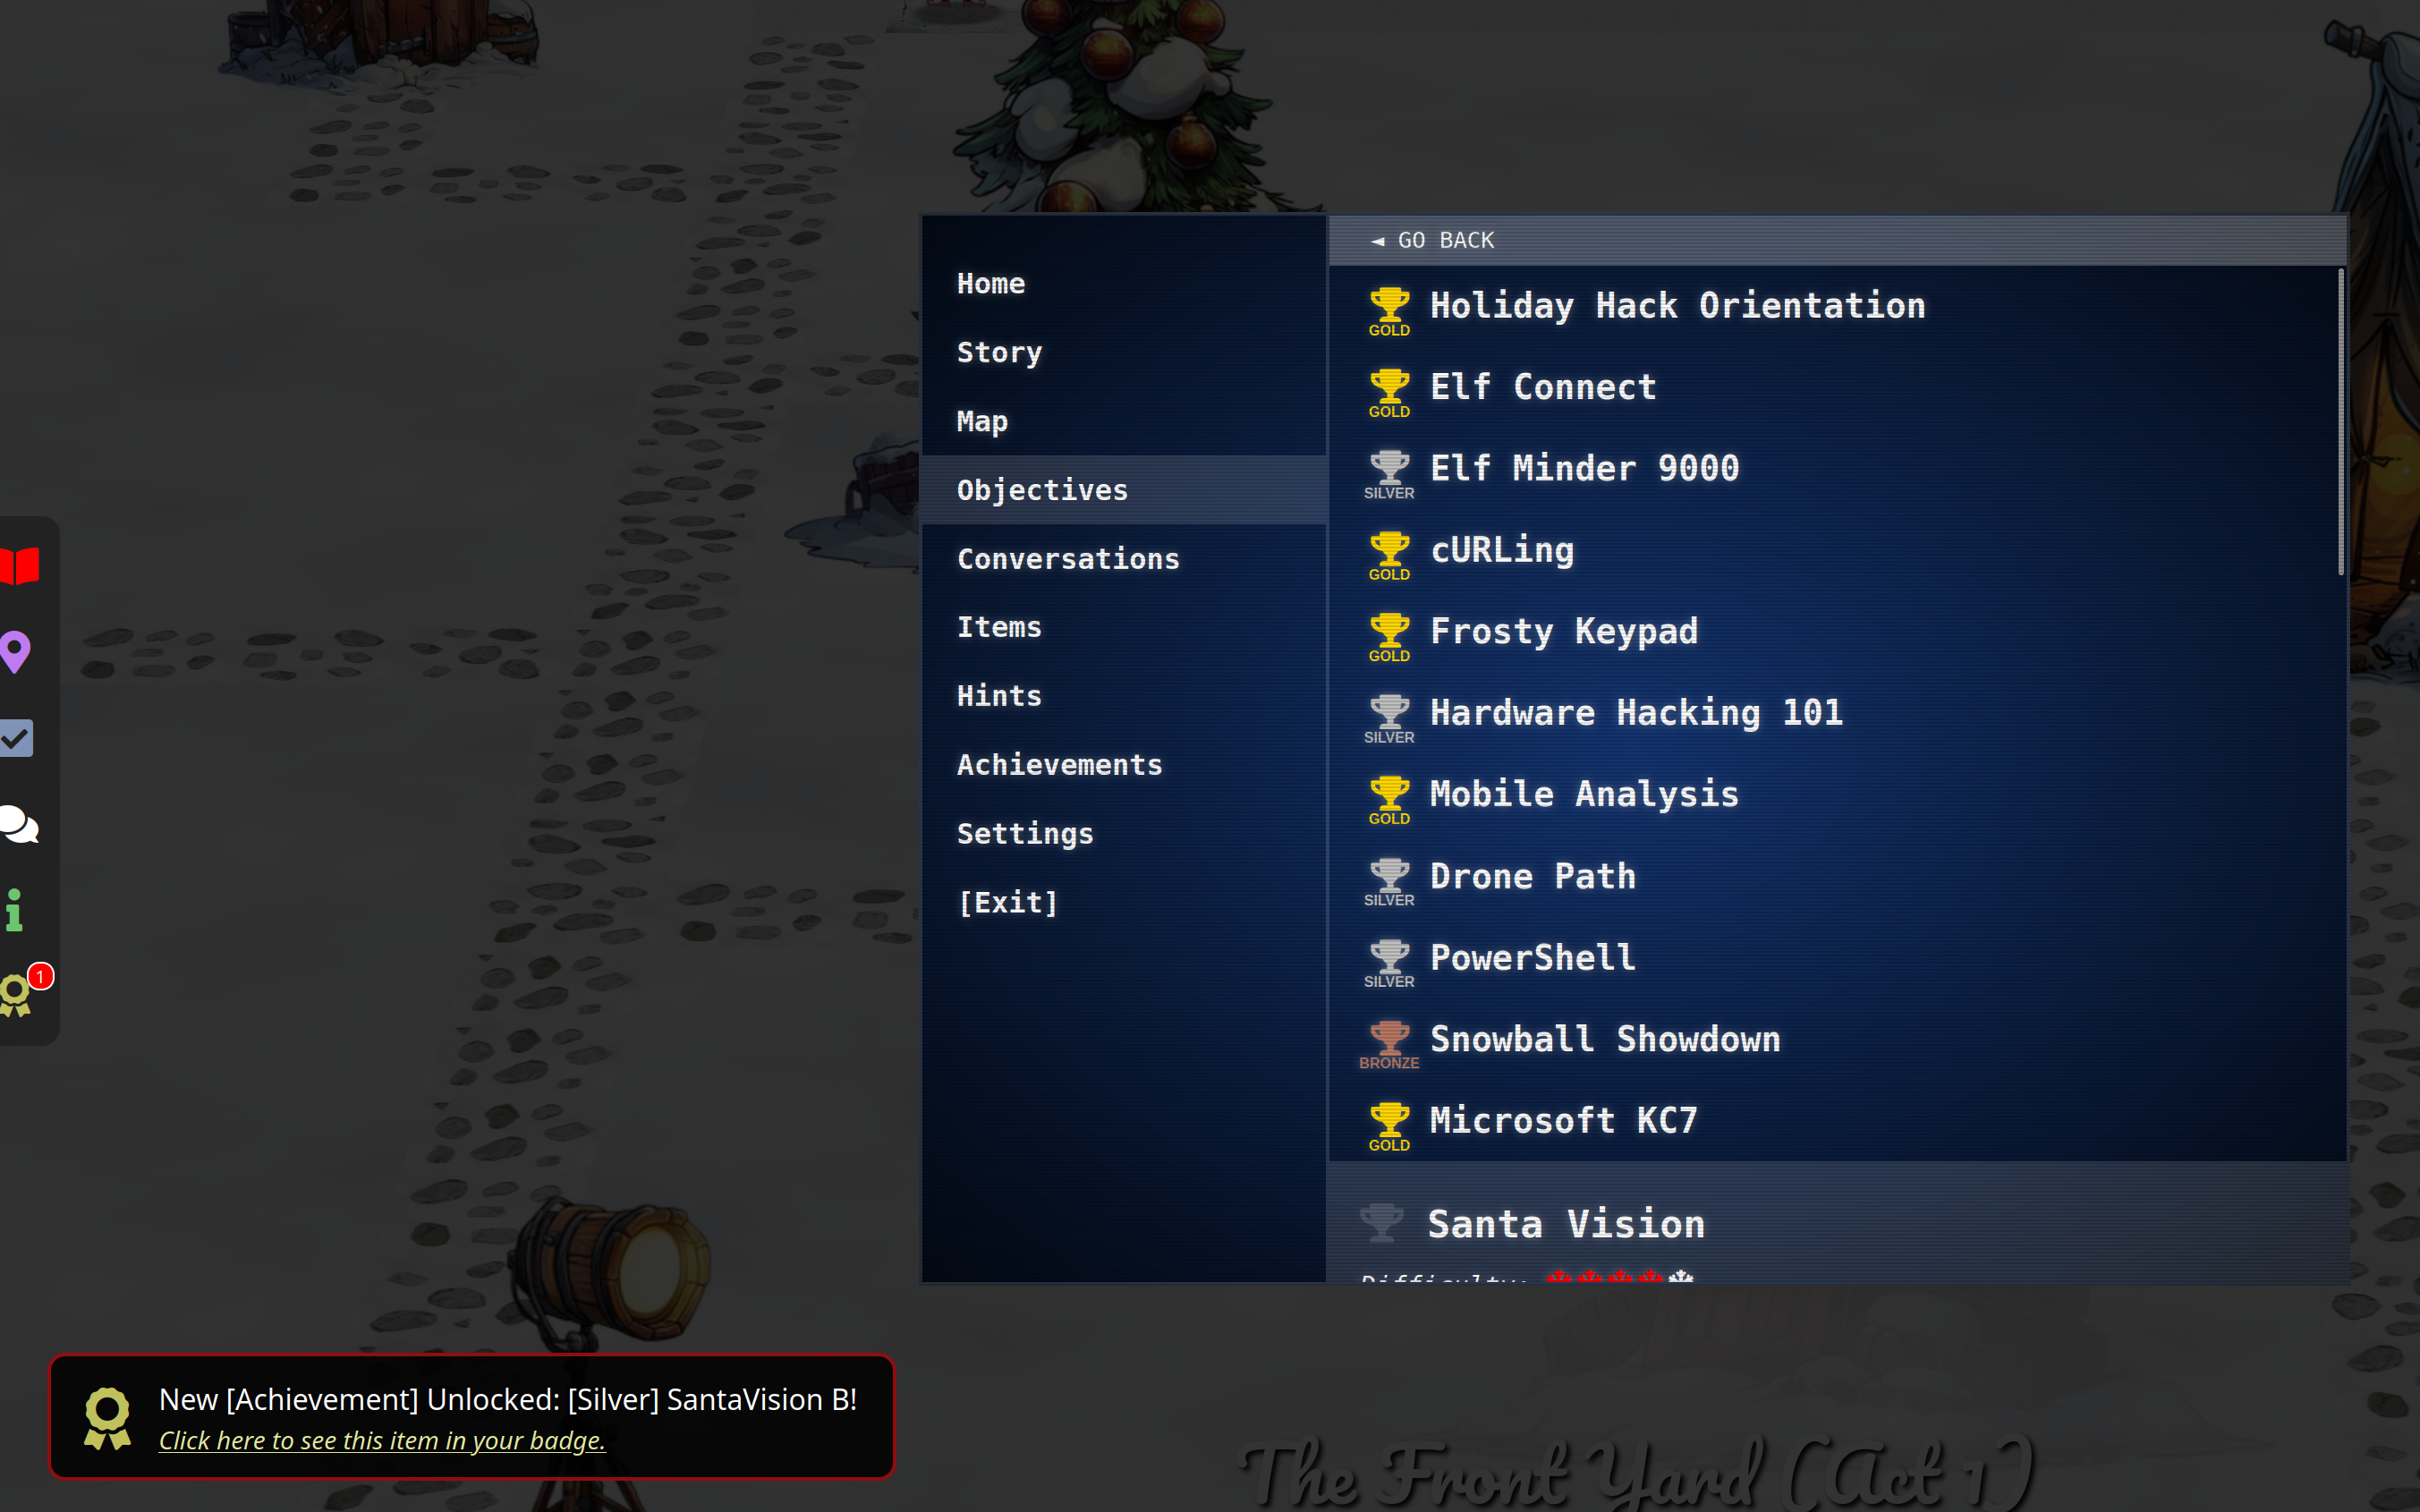 Home
Story
Map
Objectives
Conversations
Items
Hints
Achievements
Settings
[Exit]
◄ GO BACK
GOLD Holiday Hack Orientation
GOLD Elf Connect
SILVER Elf Minder 9000
GOLD cURLing
GOLD Frosty Keypad
SILVER Hardware Hacking 101
GOLD Mobile Analysis
SILVER Drone Path
SILVER PowerShell
BRONZE Snowball Showdown
GOLD Microsoft KC7
Santa Vision
Difficulty:
1
New [Achievement] Unlocked: [Silver] SantaVision B!
Click here to see this item in your badge.
The Front Yard (Act 1)